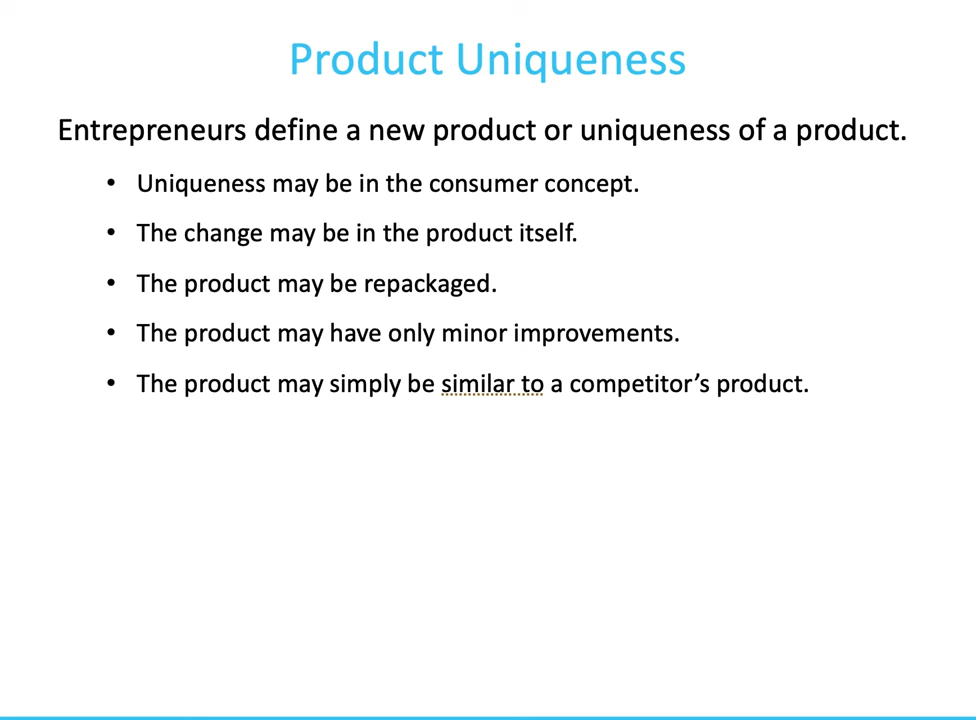 Product Uniqueness
Entrepreneurs define a new product or uniqueness of a product.
• Uniqueness may be in the consumer concept.
• The change may be in the product itself.
• The product may be repackaged.
• The product may have only minor improvements.
• The product may simply be similar to a competitor’s product.